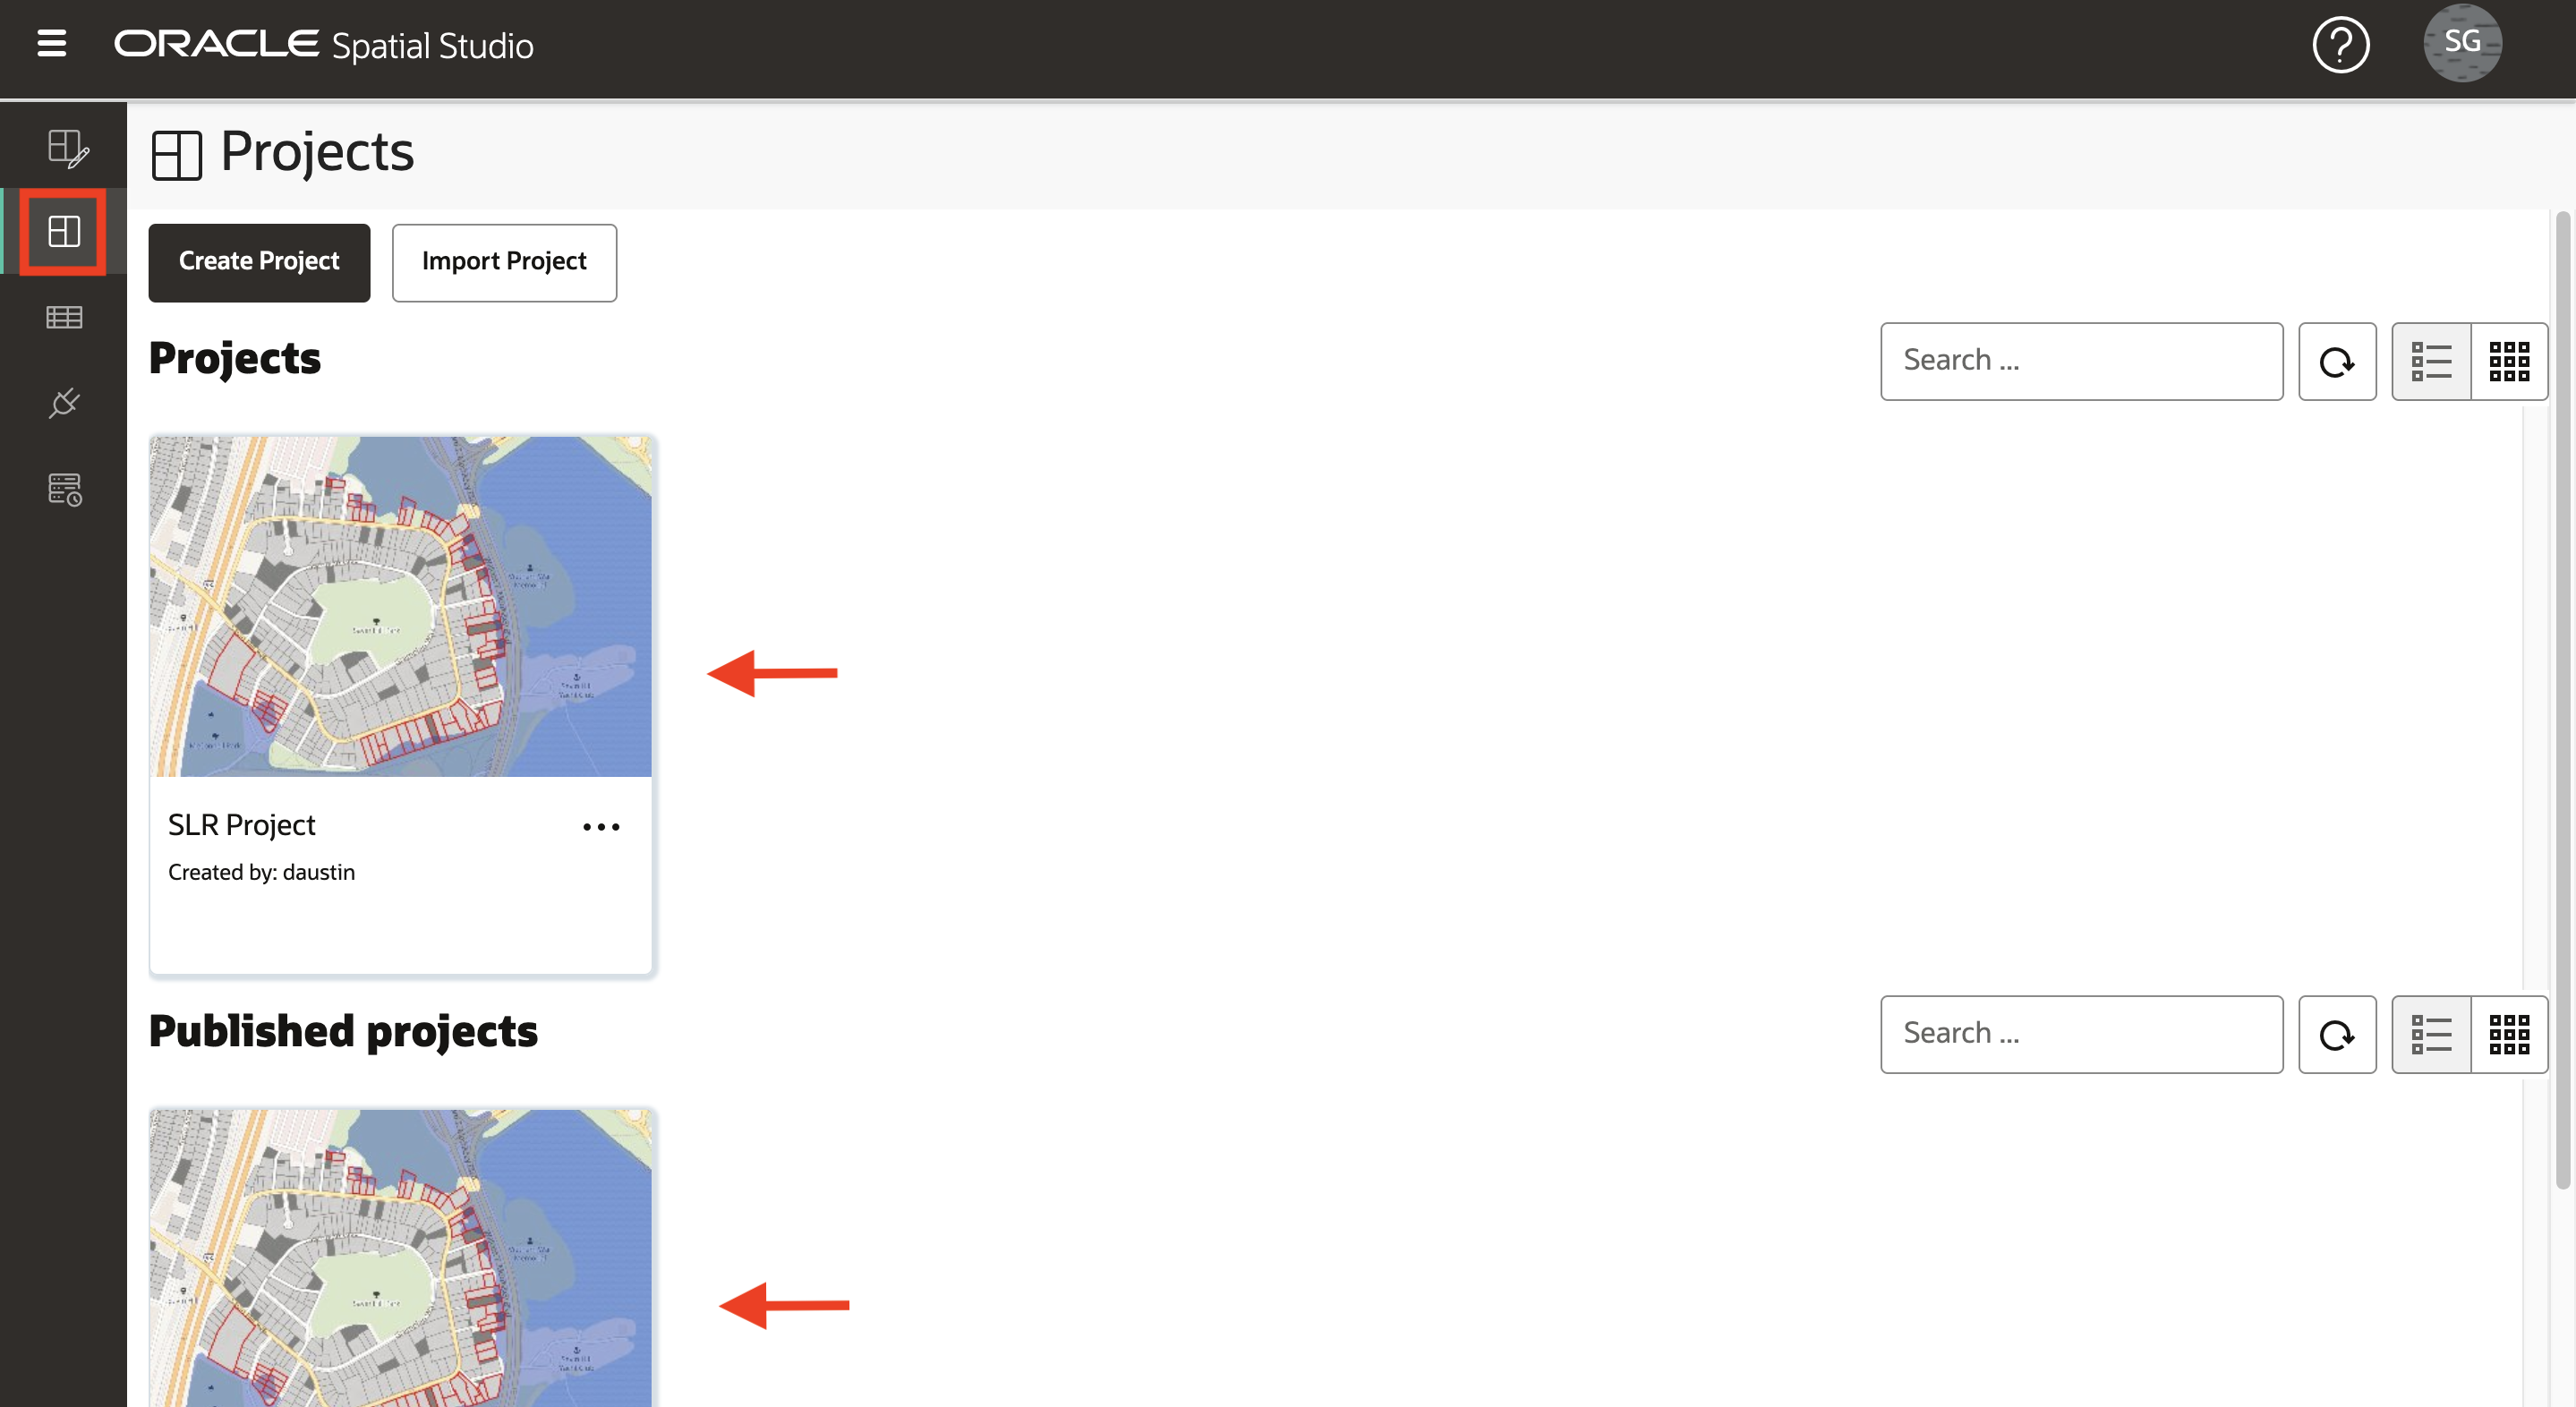 ORACLE Spatial Studio
SG
Projects
Create Project
Import Project
Projects
Search ...
SLR Project
Created by: daustin
Published projects
Search ...